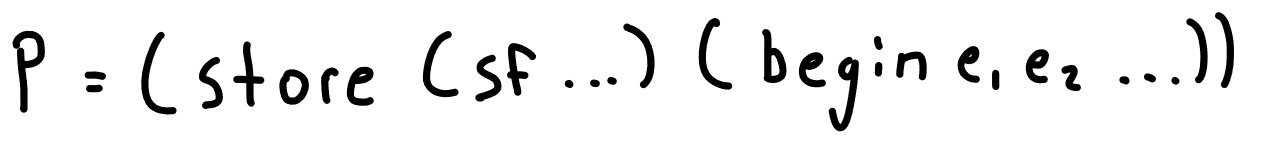 P = (store (sf ...) (begin e₁ e₂ ...))